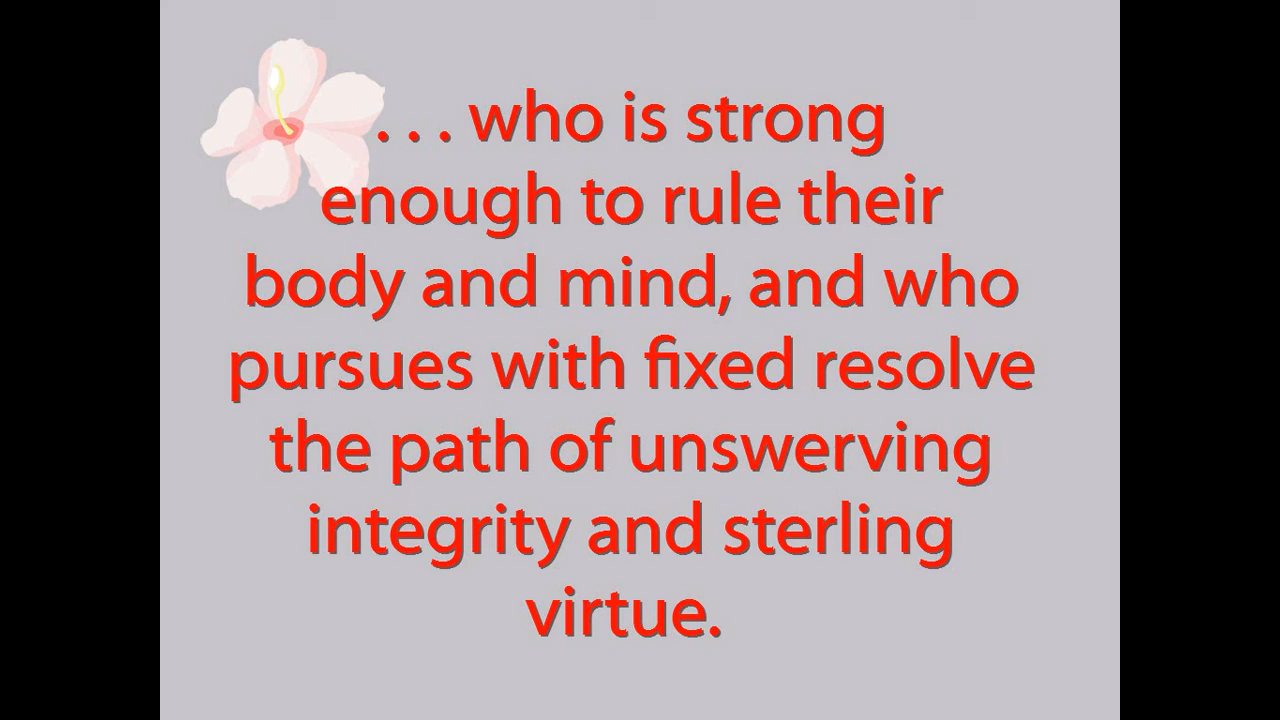 . . . who is strong
enough to rule their
body and mind, and who
pursues with fixed resolve
the path of unswerving
integrity and sterling
virtue.